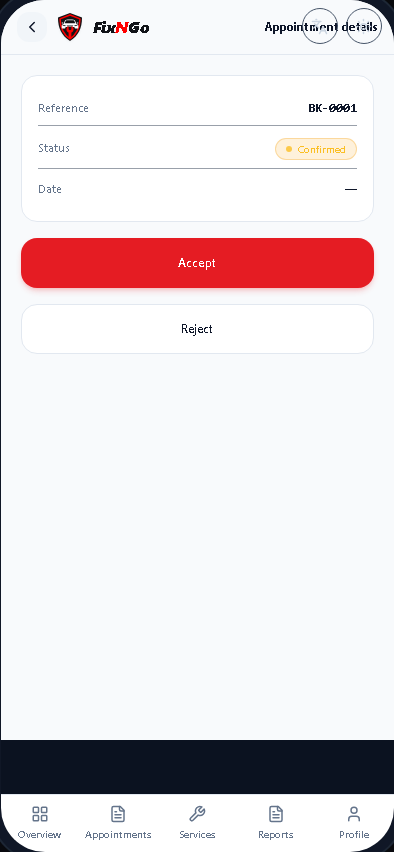 FixNGo
Appointment details
Reference
BK-0001
Status
Confirmed
Date
—
Accept
Reject
Overview
Appointments
Services
Reports
Profile